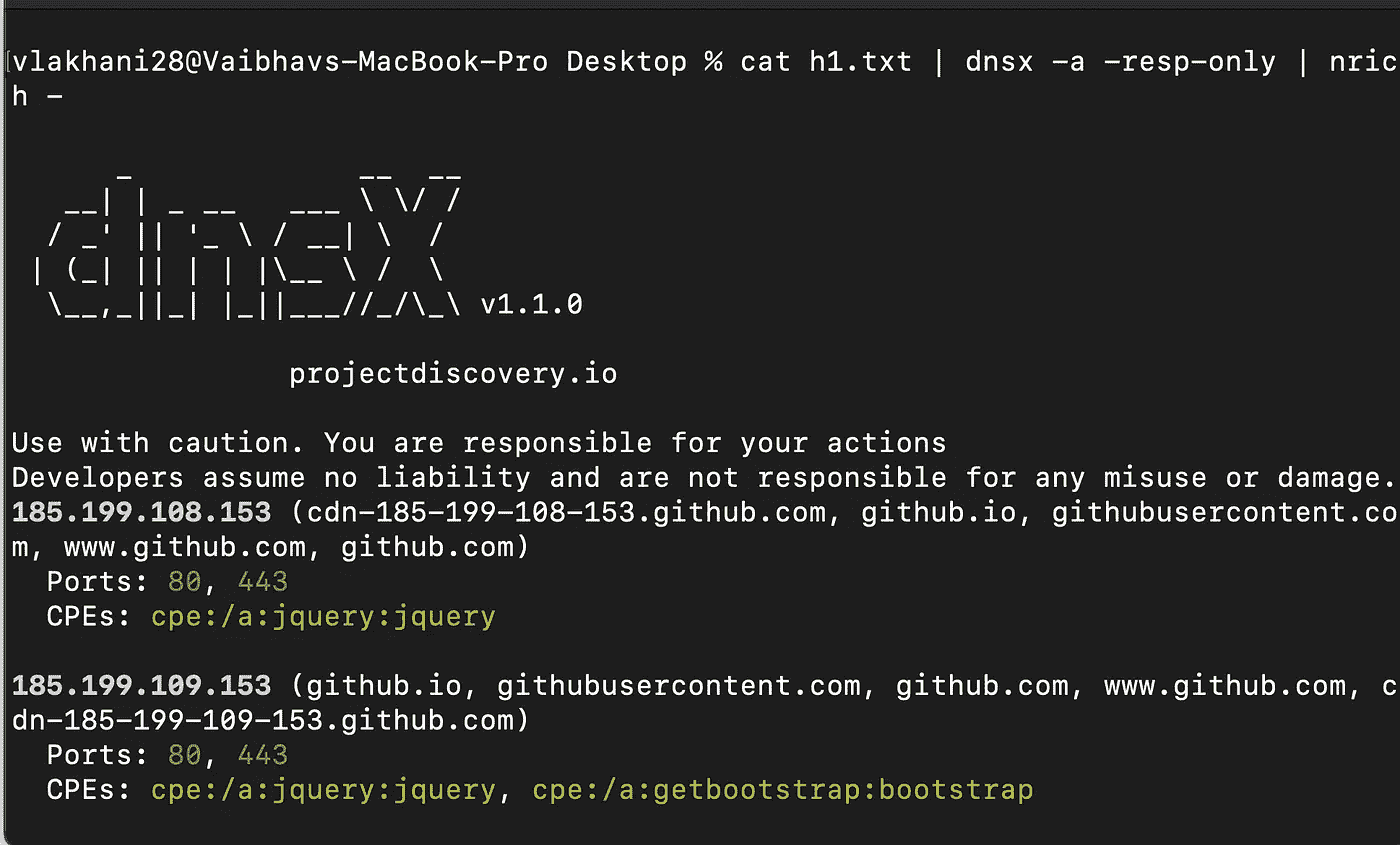 vlakhani28@Vaibhavs-MacBook-Pro Desktop % cat h1.txt | dnsx -a -resp-only | nric
h -
      _             __  __
   __| | _ __   ___ \ \/ /
  / _' || '_ \ / __| \  /
 | (_| || | | |\__ \ /  \
  \__,_||_| |_||___//_/\_\ v1.1.0
projectdiscovery.io
Use with caution. You are responsible for your actions
Developers assume no liability and are not responsible for any misuse or damage.
185.199.108.153 (cdn-185-199-108-153.github.com, github.io, githubusercontent.co
m, www.github.com, github.com)
  Ports: 80, 443
  CPEs: cpe:/a:jquery:jquery
185.199.109.153 (github.io, githubusercontent.com, github.com, www.github.com, c
dn-185-199-109-153.github.com)
  Ports: 80, 443
  CPEs: cpe:/a:jquery:jquery, cpe:/a:getbootstrap:bootstrap